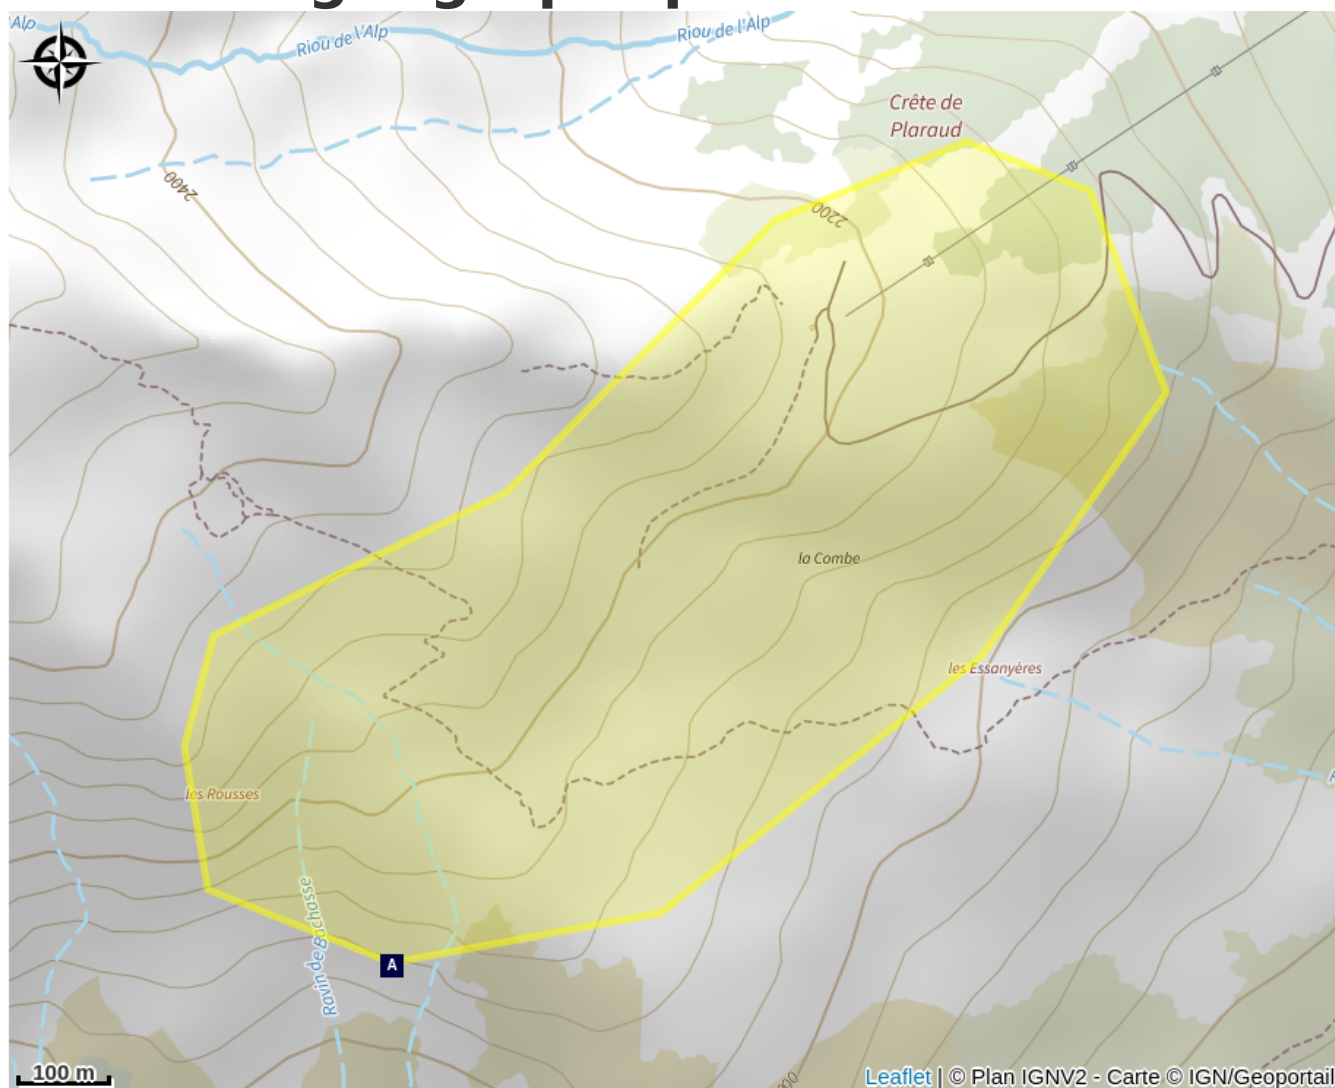 Alp
Riou de l'Alp
Riou de l'Alp
Crête de
Plaraud
2400
2200
la Combe
les Essanyères
les Rousses
Ravin de Bachasse
A
100 m
Leaflet | © Plan IGNV2 - Carte © IGN/Geoportail